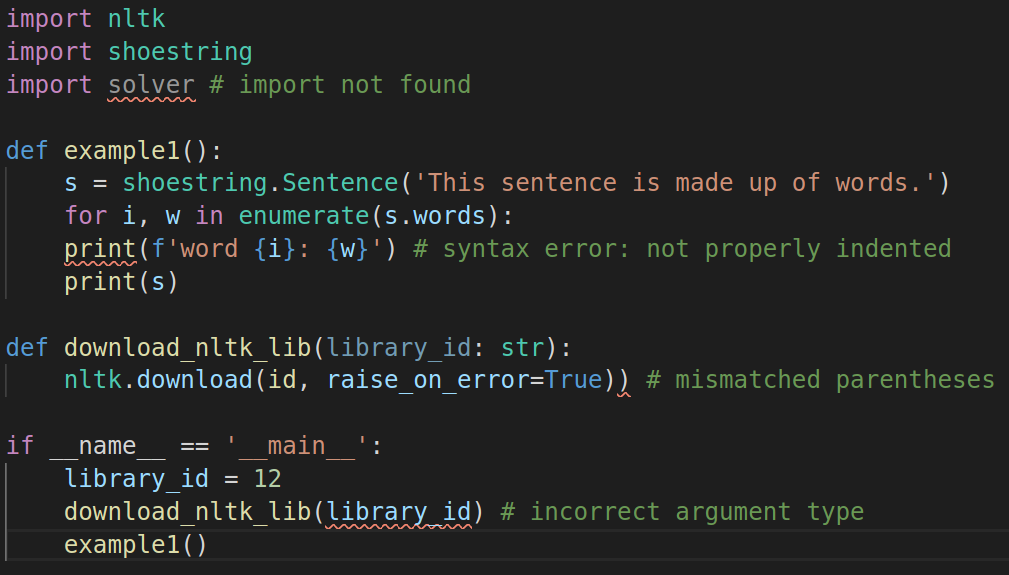 import nltk
import shoestring
import solver # import not found
def example1():
    s = shoestring.Sentence('This sentence is made up of words.')
    for i, w in enumerate(s.words):
    print(f'word {i}: {w}') # syntax error: not properly indented
    print(s)
def download_nltk_lib(library_id: str):
    nltk.download(id, raise_on_error=True)) # mismatched parentheses
if __name__ == '__main__':
    library_id = 12
    download_nltk_lib(library_id) # incorrect argument type
    example1()